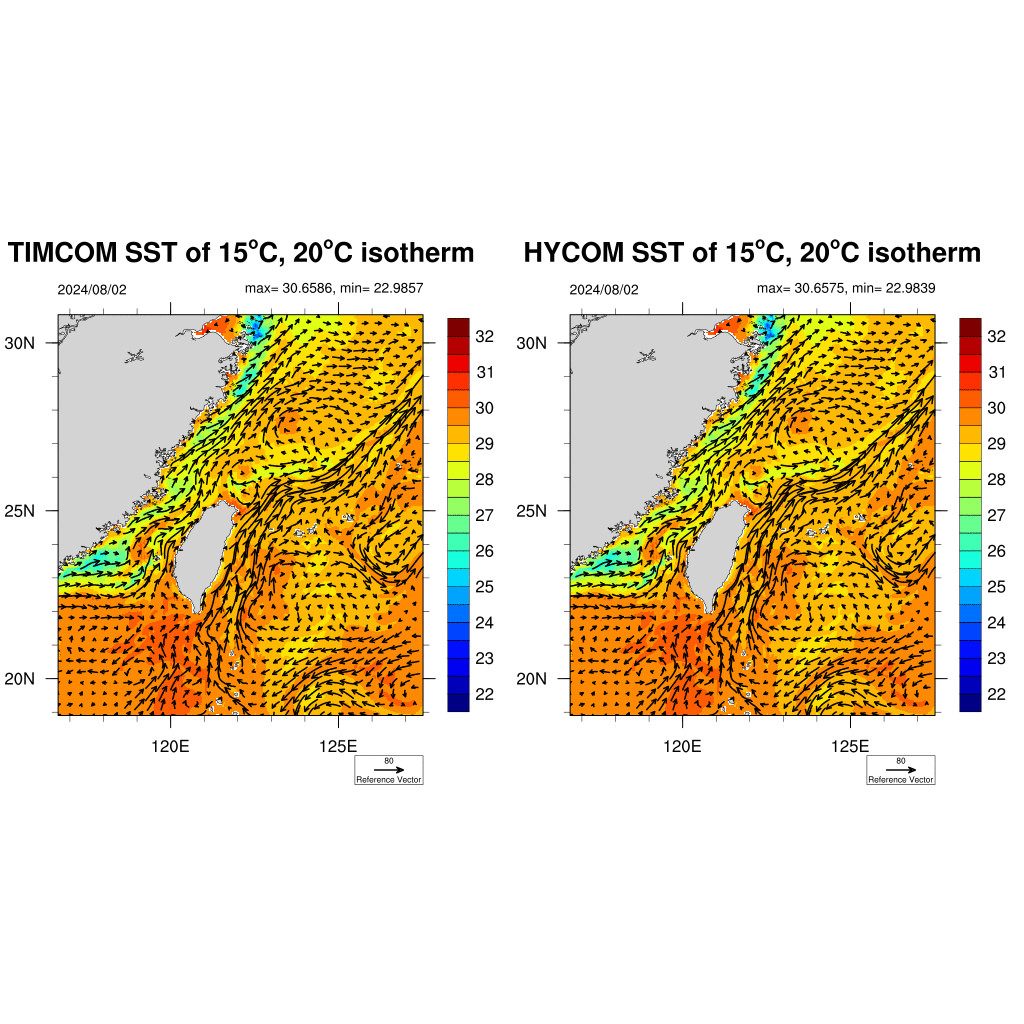 TIMCOM SST of 15°C, 20°C isotherm
2024/08/02 max= 30.6586, min= 22.9857
30N
25N
20N
120E 125E
32
31
30
29
28
27
26
25
24
23
22
80
Reference Vector
HYCOM SST of 15°C, 20°C isotherm
2024/08/02 max= 30.6575, min= 22.9839
30N
25N
20N
120E 125E
32
31
30
29
28
27
26
25
24
23
22
80
Reference Vector